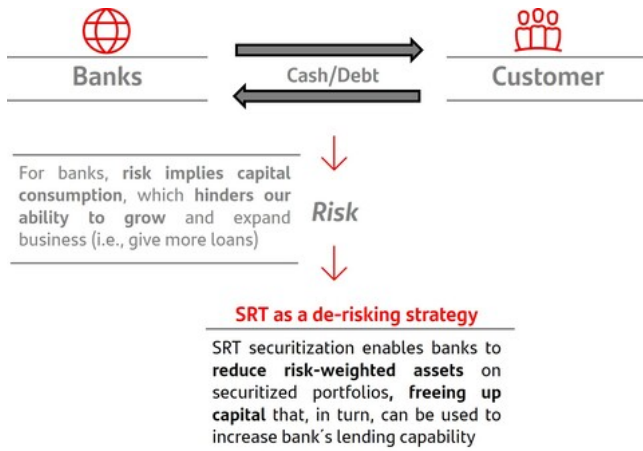 Banks
Cash/Debt
Customer
For banks, risk implies capital
consumption, which hinders our
ability to grow and expand
business (i.e., give more loans)
Risk
SRT as a de-risking strategy
SRT securitization enables banks to
reduce risk-weighted assets on
securitized portfolios, freeing up
capital that, in turn, can be used to
increase bank´s lending capability